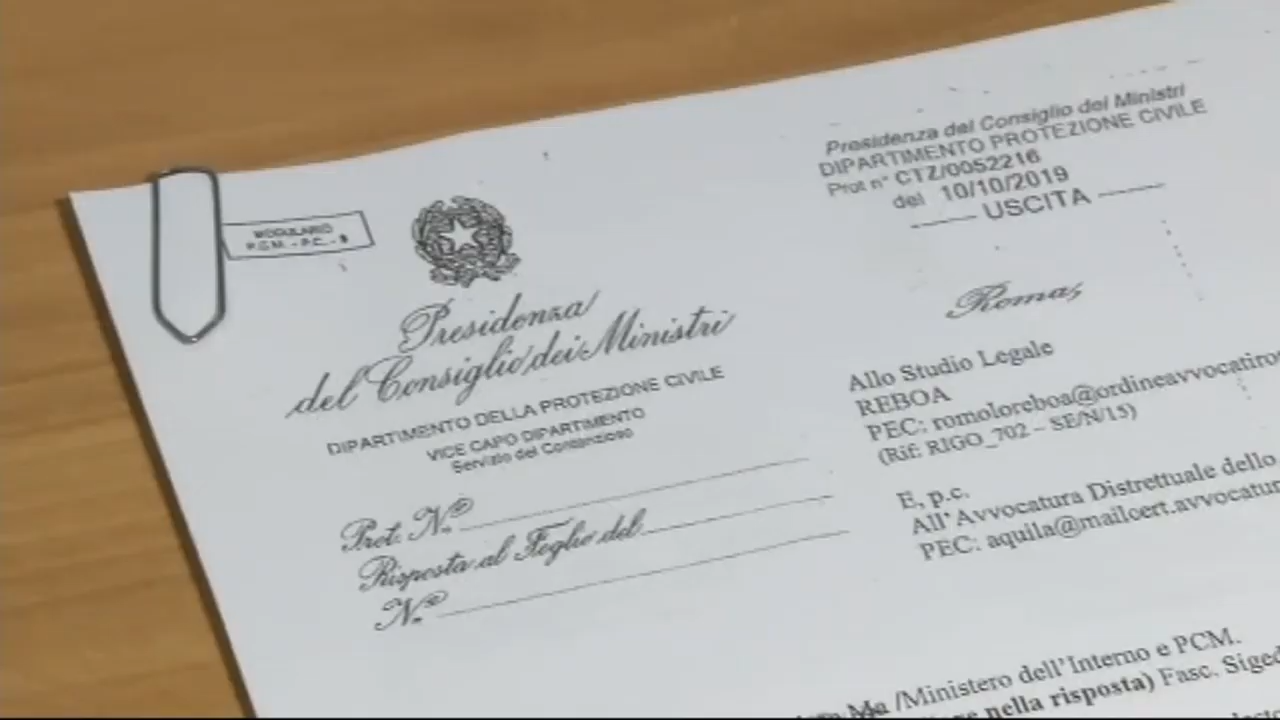 MODULARIO
P.C.M. - P.C. - 9
Presidenza
del Consiglio dei Ministri
DIPARTIMENTO DELLA PROTEZIONE CIVILE
VICE CAPO DIPARTIMENTO
Servizio del Contenzioso
Prot. N.º
Risposta al Foglio del
N.º
Presidenza del Consiglio dei Ministri
DIPARTIMENTO PROTEZIONE CIVILE
Prot n° CTZ/0052216
del 10/10/2019
USCITA
Roma,
Allo Studio Legale
REBOA
PEC: romoloreboa@ordineavvocatiro
(Rif: RIGO_702 – SE/N/15)
E, p.c.
All'Avvocatura Distrettuale dello
PEC: aquila@mailcert.avvocatu
/Ministero dell'Interno e PCM.
nella risposta) Fasc. Siged